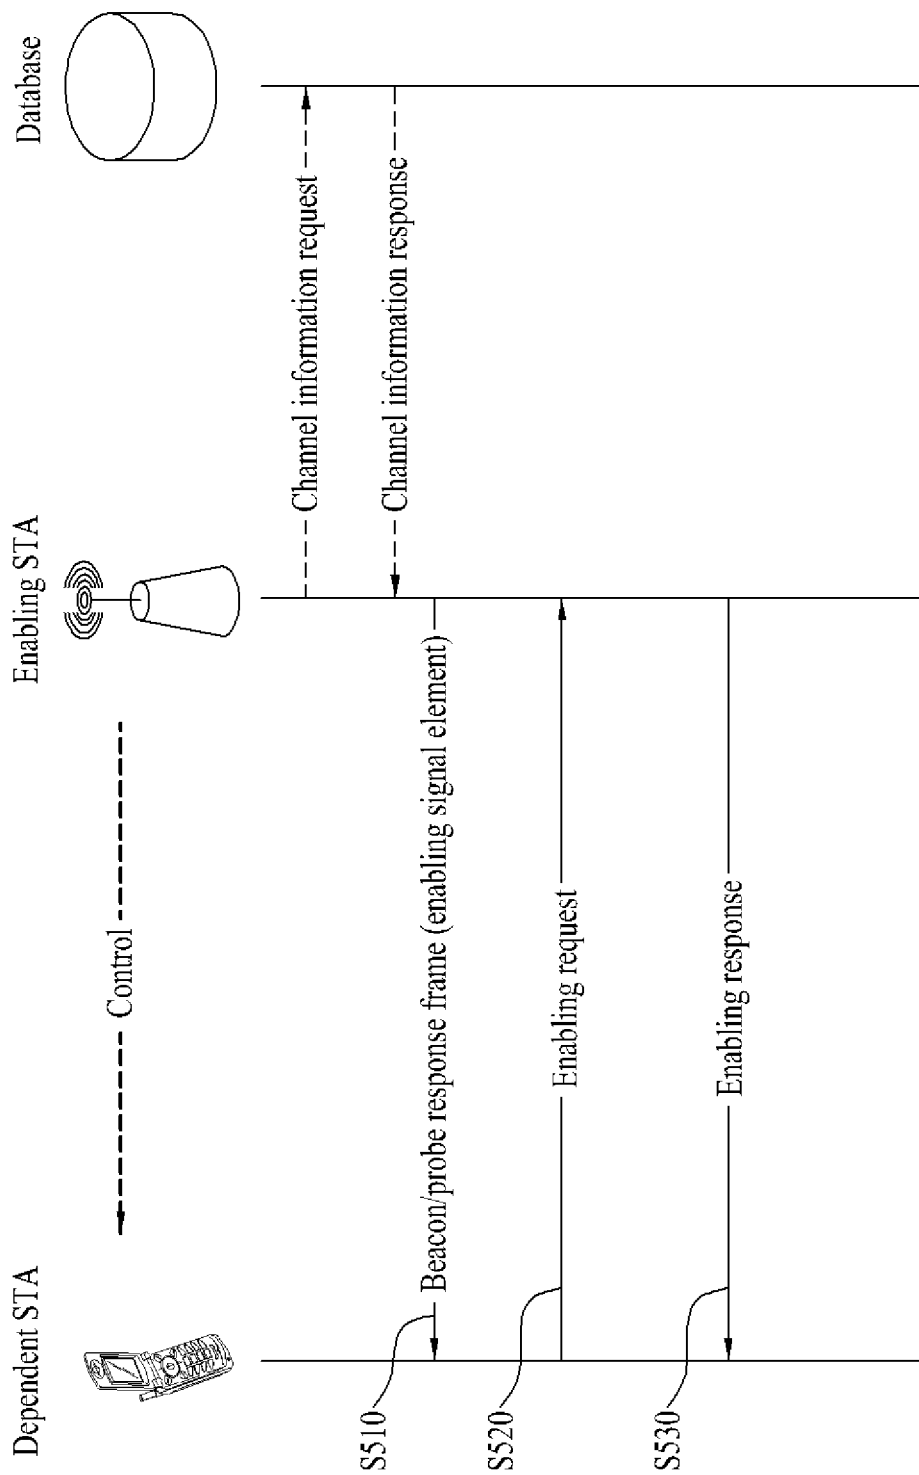 Dependent STA
Enabling STA
Database
Control
Channel information request
Channel information response
S510
Beacon/probe response frame (enabling signal element)
S520
Enabling request
S530
Enabling response